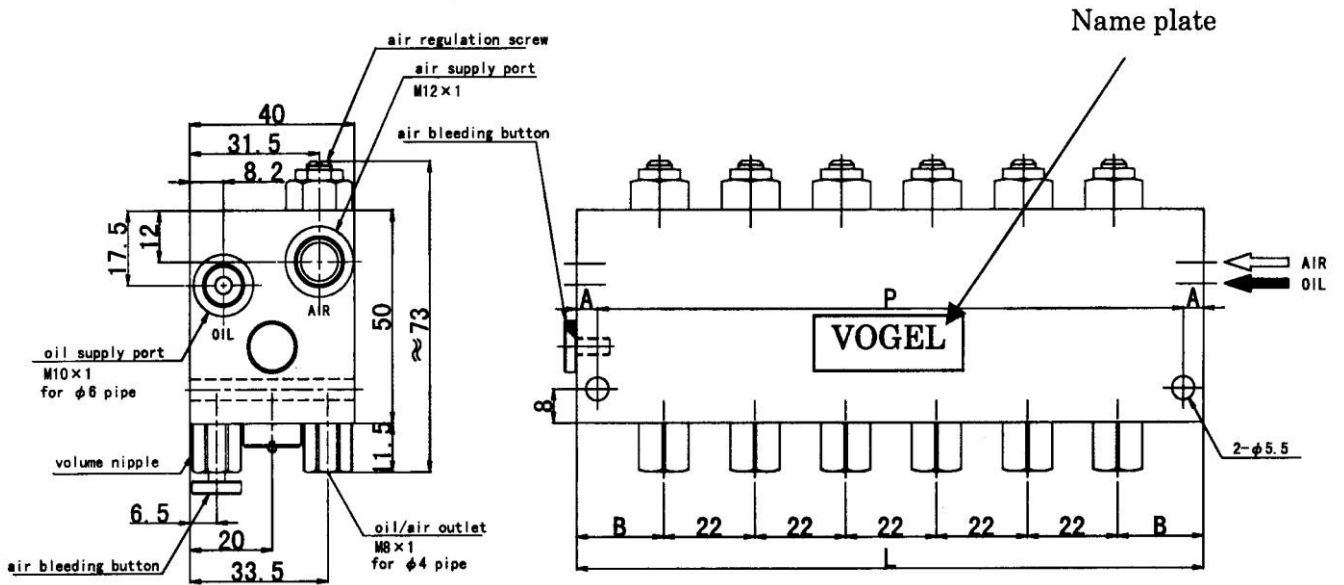 Name plate
air regulation screw
air supply port
M12×1
air bleeding button
40
31.5
8.2
17.5
12
AIR
OIL
50
≈73
11.5
oil supply port
M10×1
for φ6 pipe
volume nipple
6.5
20
33.5
air bleeding button
oil/air outlet
M8×1
for φ4 pipe
AIR
OIL
A
P
A
VOGEL
8
2-φ5.5
B
22
22
22
22
22
B
L